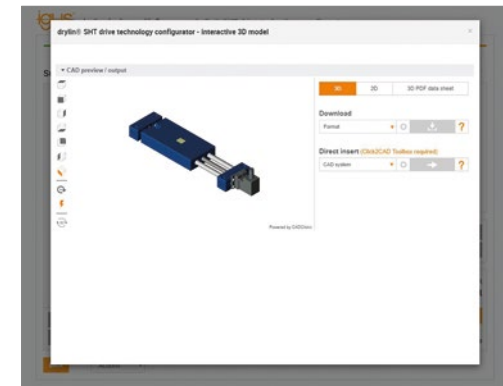 drylin® SHT drive technology configurator - interactive 3D model
×
▾ CAD preview / output
3D
2D
3D PDF data sheet
Download
Format
?
Direct insert (Click2CAD Toolbox required)
CAD system
?
Powered by CADClick